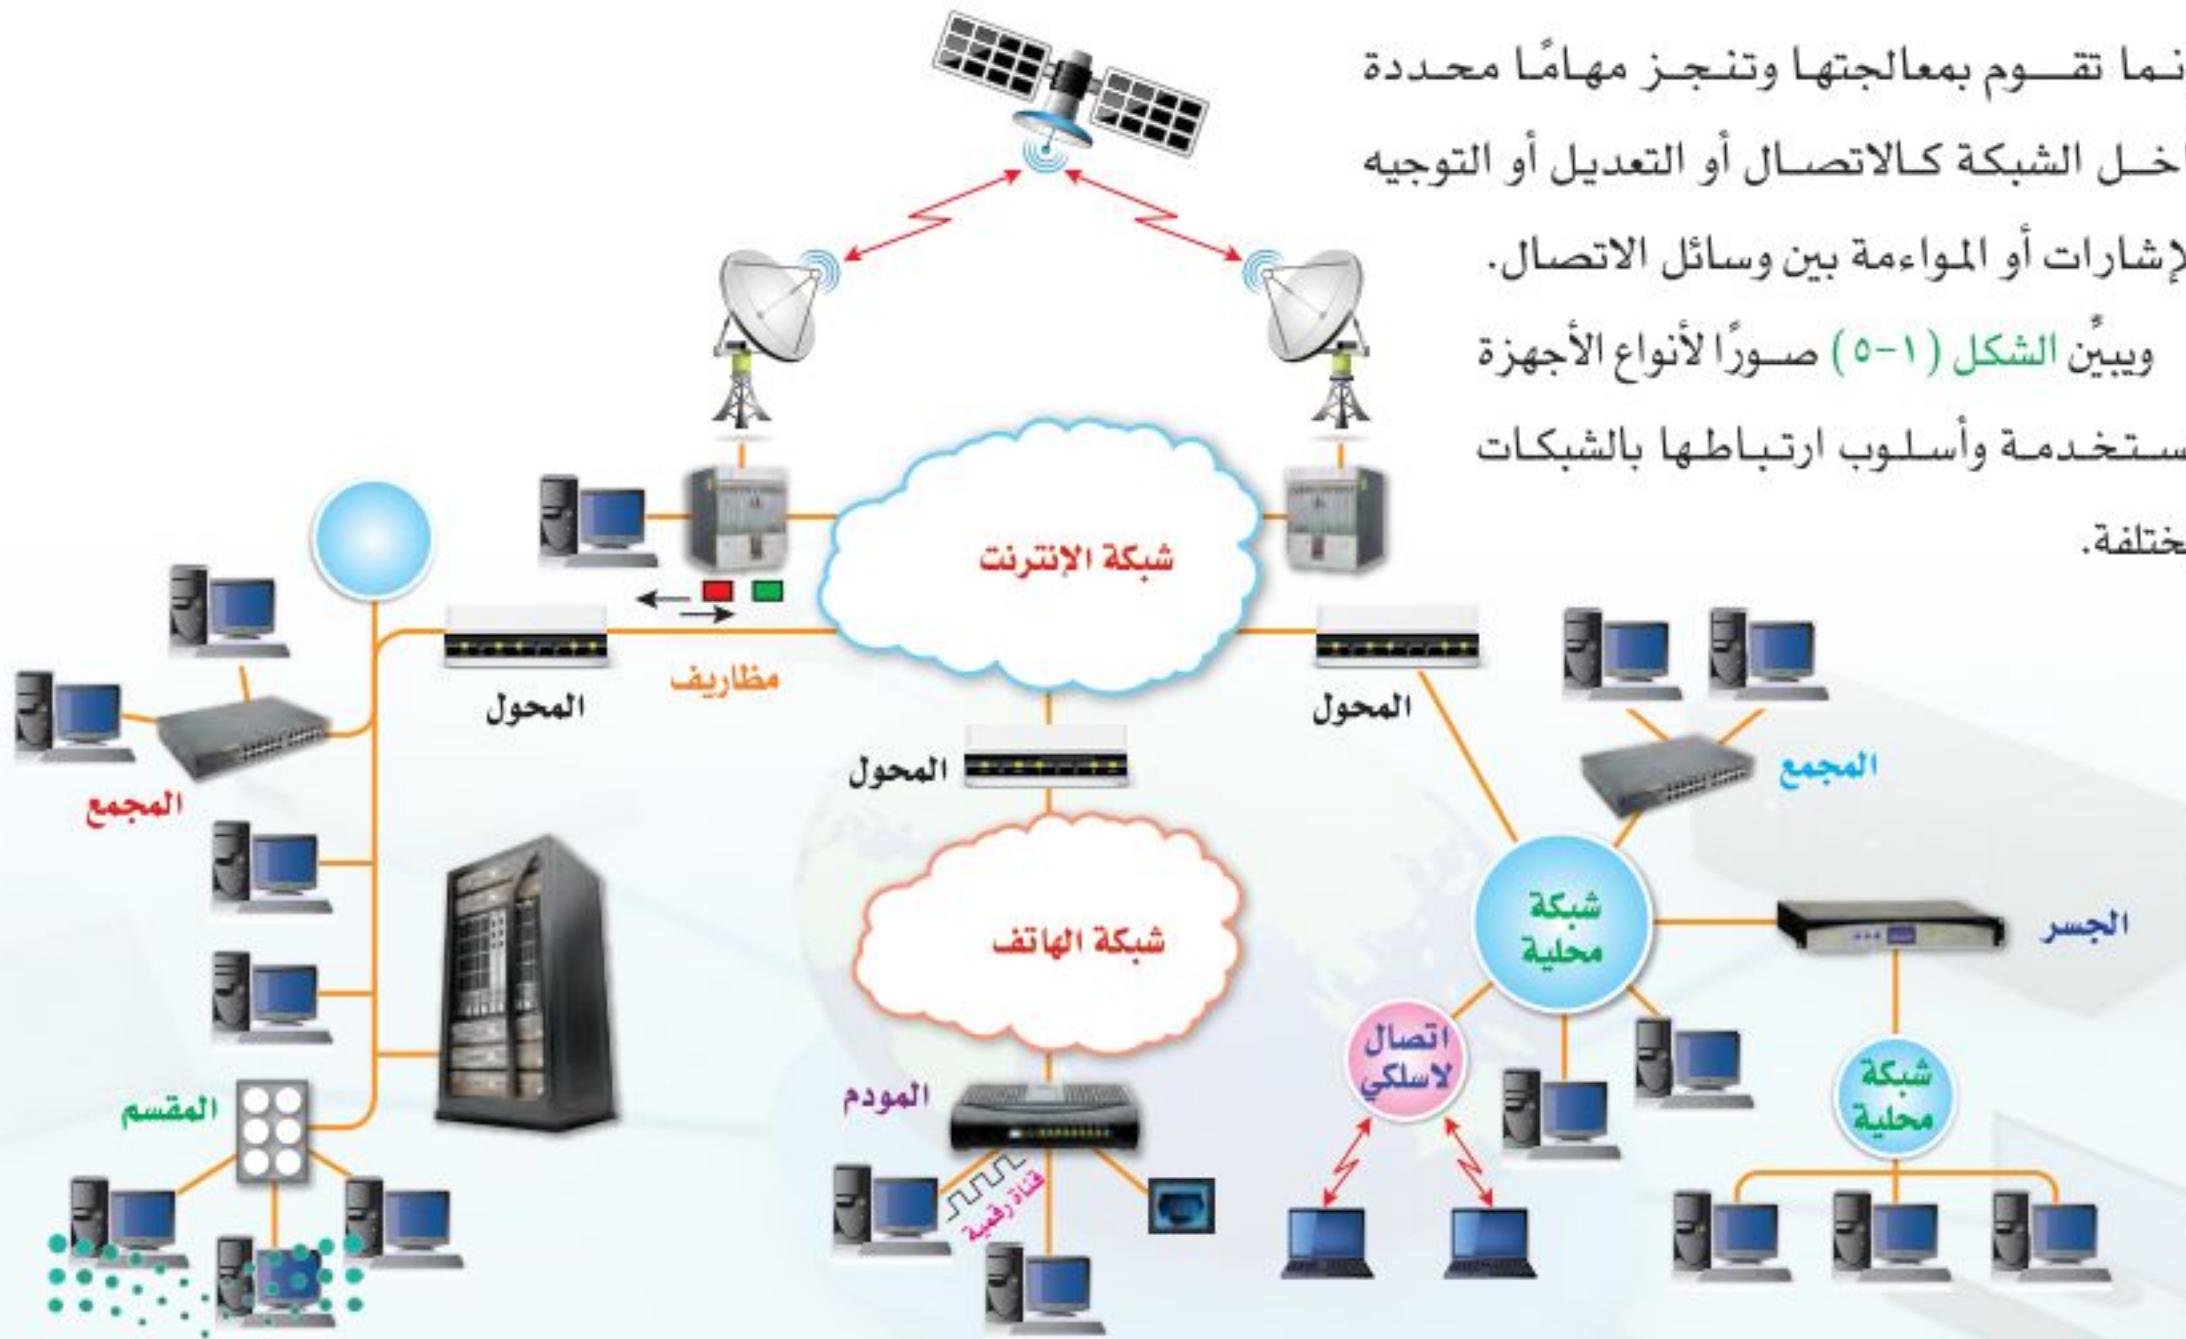 نما تقوم بمعالجتها وتنجز مهامًا محددة
اخل الشبكة كالاتصال أو التعديل أو التوجيه
لإشارات أو المواءمة بين وسائل الاتصال.
ويبيِّن الشكل (١-٥) صورًا لأنواع الأجهزة
ستخدمة وأسلوب ارتباطها بالشبكات
ختلفة.
شبكة الإنترنت
مظاريف
المحول
المحول
المحول
المجمع
المجمع
شبكة الهاتف
شبكة
محلية
الجسر
اتصال
لاسلكي
شبكة
محلية
المودم
المقسم
قناة رقمية